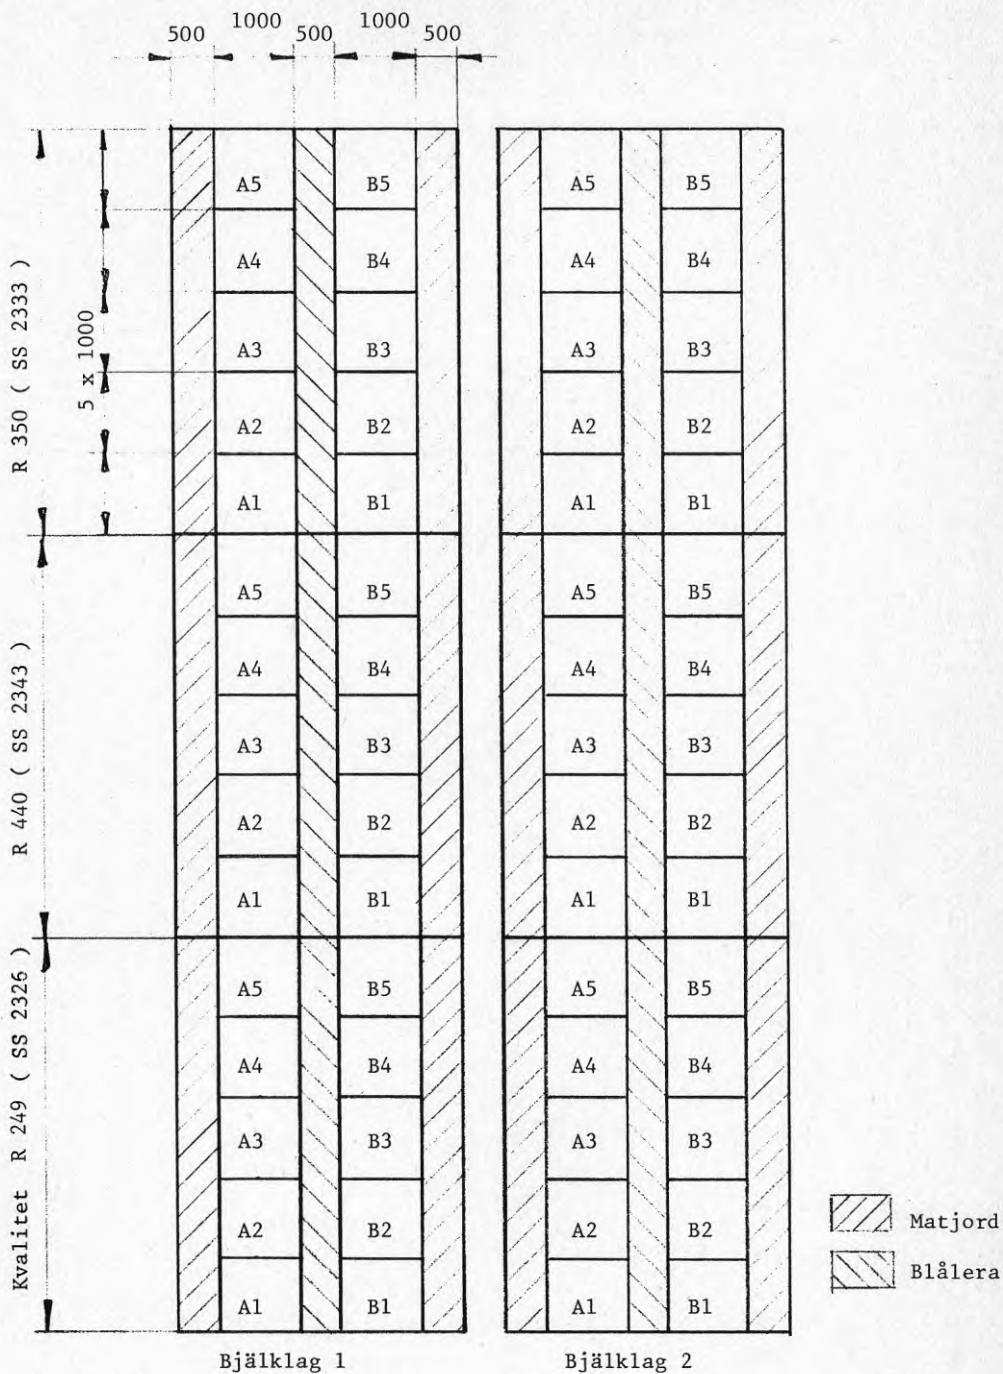 500 1000 500 1000 500
A5 B5 A5 B5
A4 B4 A4 B4
A3 B3 A3 B3
A2 B2 A2 B2
A1 B1 A1 B1
A5 B5 A5 B5
A4 B4 A4 B4
A3 B3 A3 B3
A2 B2 A2 B2
A1 B1 A1 B1
A5 B5 A5 B5
A4 B4 A4 B4
A3 B3 A3 B3
A2 B2 A2 B2
A1 B1 A1 B1
Kvalitet R 249 ( SS 2326 )
R 440 ( SS 2343 )
R 350 ( SS 2333 )
5 x 1000
Matjord
Blålera
Bjälklag 1
Bjälklag 2